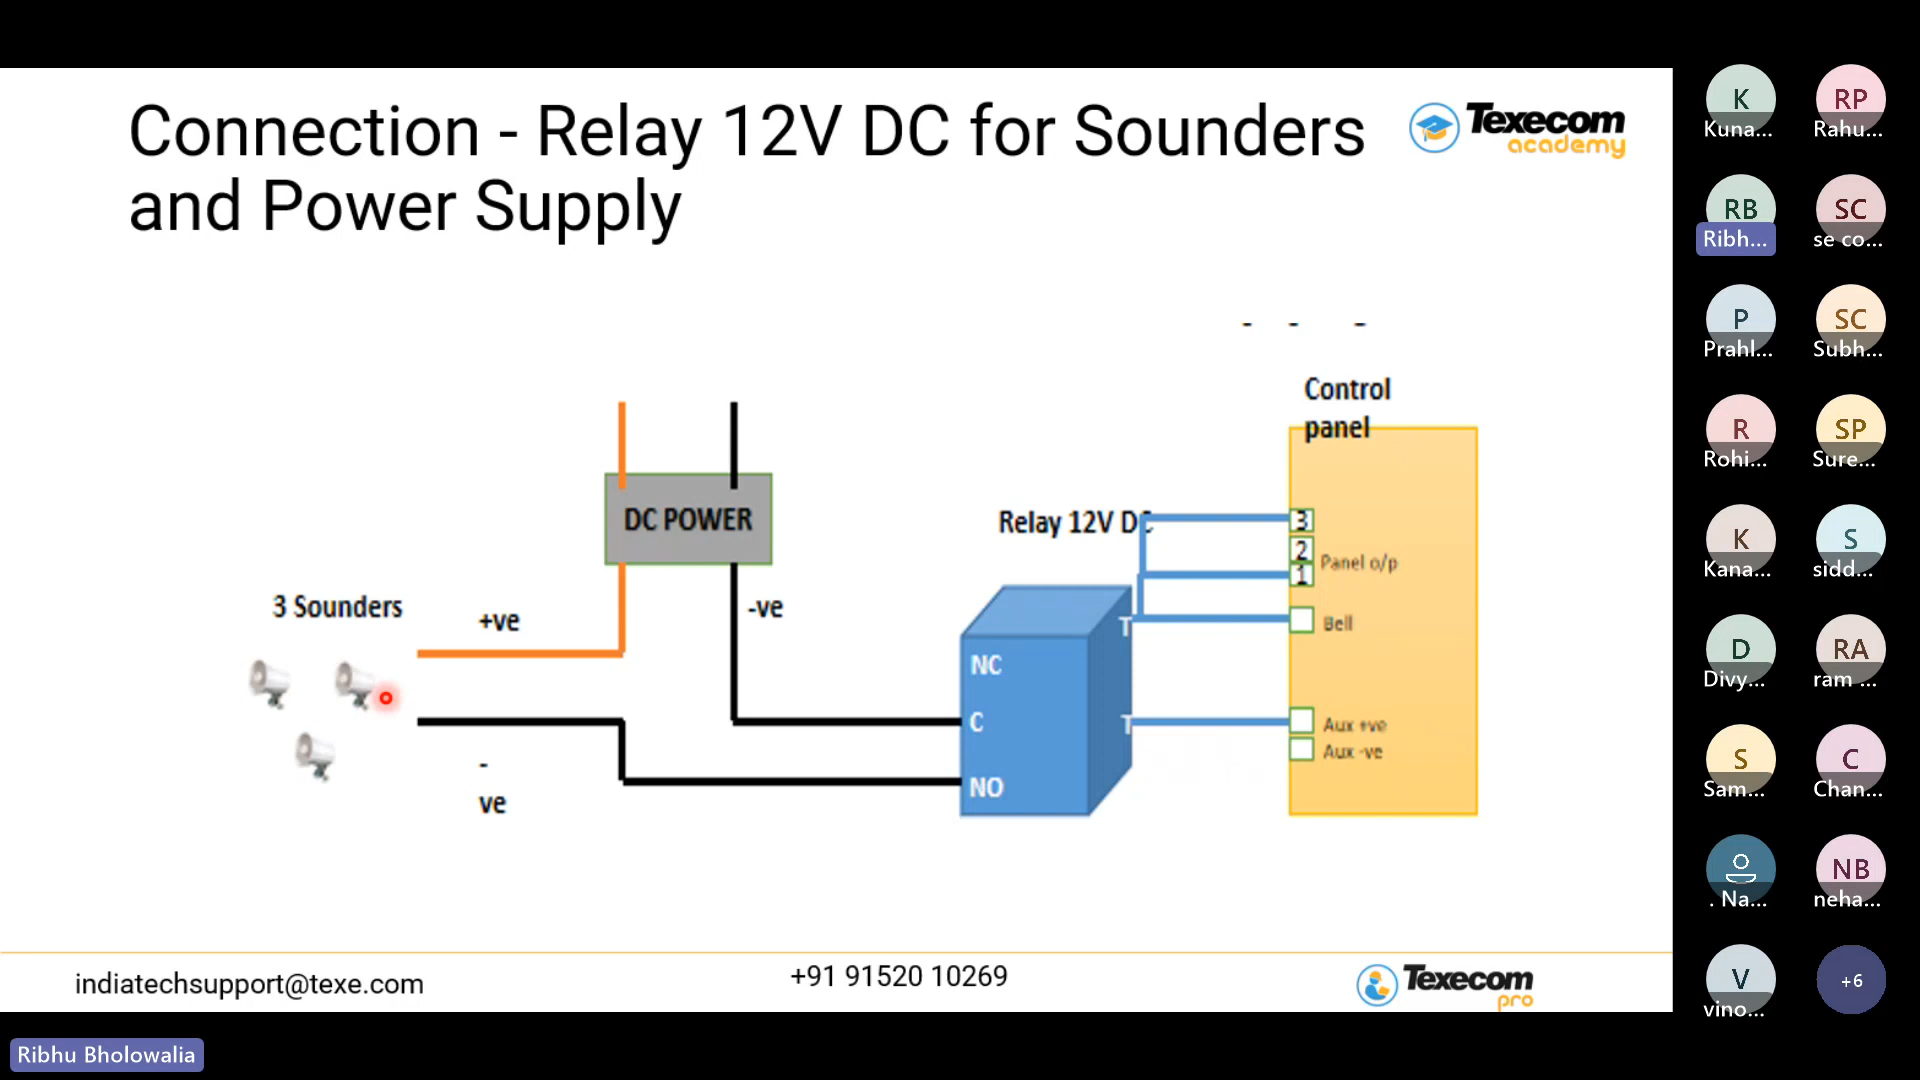 Connection - Relay 12V DC for Sounders
and Power Supply
Texecom
academy
Control
panel
DC POWER
Relay 12V DC
3
2
Panel o/p
1
3 Sounders
+ve
-ve
T
Bell
NC
C
T
Aux +ve
Aux -ve
-
ve
NO
indiatechsupport@texe.com
+91 91520 10269
Texecom
pro
Ribhu Bholowalia
K
Kuna...
RP
Rahu...
RB
Ribh...
SC
se co...
P
Prahl...
SC
Subh...
R
Rohi...
SP
Sure...
K
Kana...
S
sidd...
D
Divy...
RA
ram ...
S
Sam...
C
Chan...
. Na...
NB
neha...
V
vino...
+6